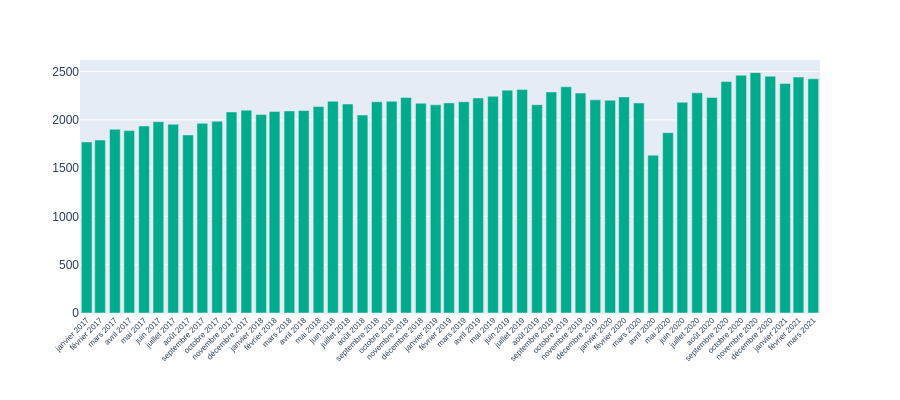 2500
2000
1500
1000
500
0
janvier 2017
février 2017
mars 2017
avril 2017
mai 2017
juin 2017
juillet 2017
août 2017
septembre 2017
octobre 2017
novembre 2017
décembre 2017
janvier 2018
février 2018
mars 2018
avril 2018
mai 2018
juin 2018
juillet 2018
août 2018
septembre 2018
octobre 2018
novembre 2018
décembre 2018
janvier 2019
février 2019
mars 2019
avril 2019
mai 2019
juin 2019
juillet 2019
août 2019
septembre 2019
octobre 2019
novembre 2019
décembre 2019
janvier 2020
février 2020
mars 2020
avril 2020
mai 2020
juin 2020
juillet 2020
août 2020
septembre 2020
octobre 2020
novembre 2020
décembre 2020
janvier 2021
février 2021
mars 2021